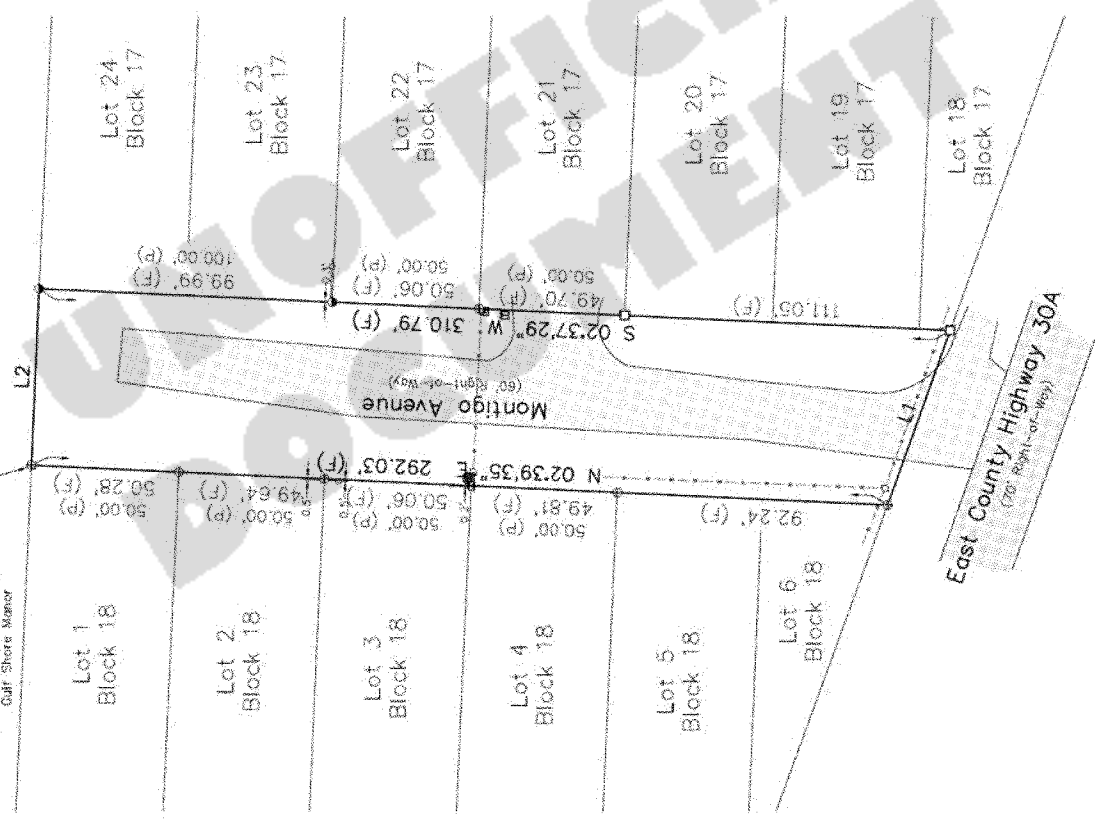 UNOFFICIAL
DOCUMENT
Lot 24
Block 17
Lot 23
Block 17
Lot 22
Block 17
Lot 21
Block 17
Lot 20
Block 17
Lot 19
Block 17
Lot 18
Block 17
99.99' (F)
100.00' (P)
50.06' (F)
50.00' (P)
49.70' (F)
50.00' (P)
111.05' (F)
S 02°37'29" W 310.79' (F)
L2
Montigo Avenue
(60' Right-of-Way)
L1
N 02°39'35" E 292.03' (F)
50.28' (F)
50.00' (P)
49.64' (F)
50.00' (P)
50.06' (F)
50.00' (P)
49.81' (F)
50.00' (P)
92.24' (F)
East County Highway 30A
(70' Right-of-Way)
Gulf Shore Manor
Lot 1
Block 18
Lot 2
Block 18
Lot 3
Block 18
Lot 4
Block 18
Lot 5
Block 18
Lot 6
Block 18